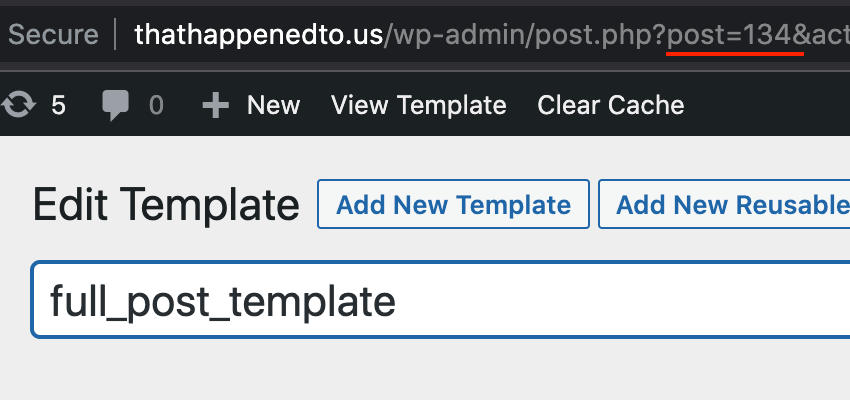 Secure thathappenedto.us/wp-admin/post.php?post=134&act
5 0 New View Template Clear Cache
Edit Template Add New Template Add New Reusable
full_post_template